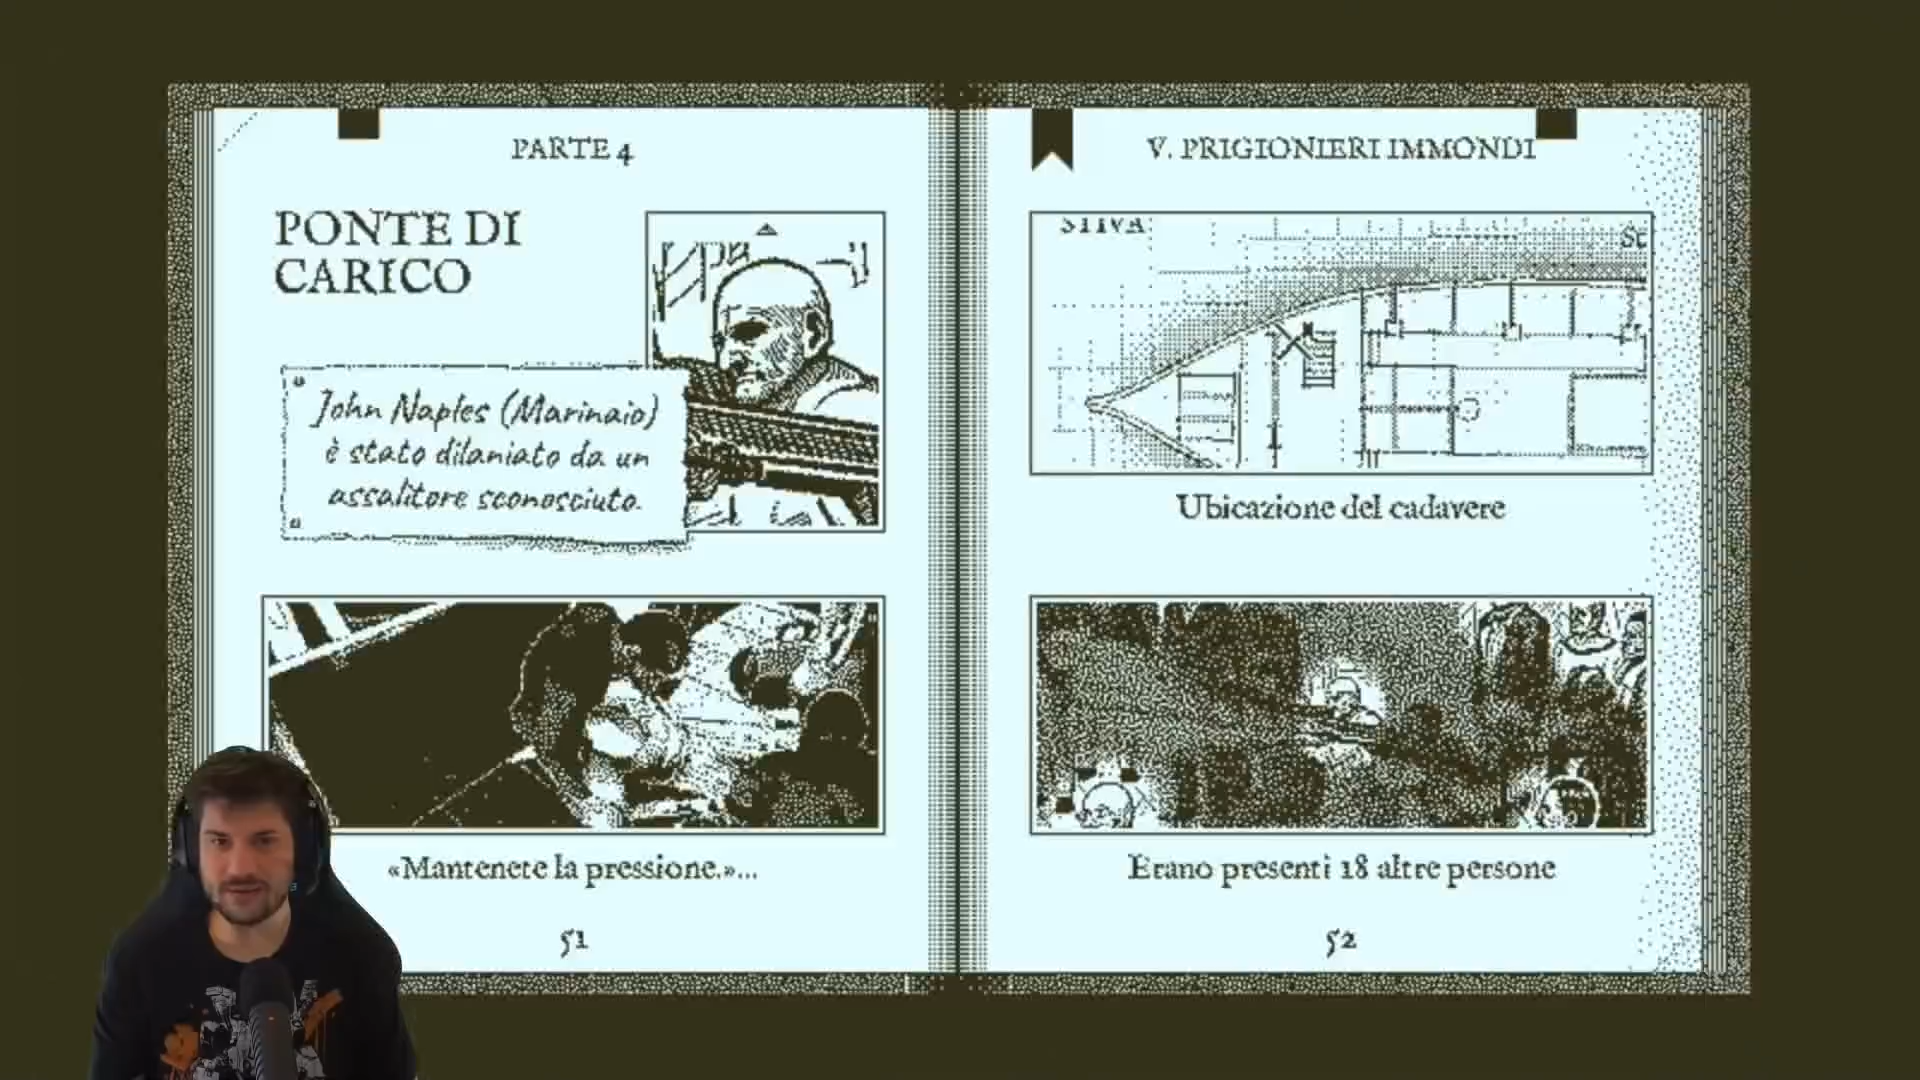 PARTE 4
PONTE DI
CARICO
John Naples (Marinaio)
è stato dilaniato da un
assalitore sconosciuto.
«Mantenete la pressione.»...
51
V. PRIGIONIERI IMMONDI
STIVA
Ubicazione del cadavere
Erano presenti 18 altre persone
52